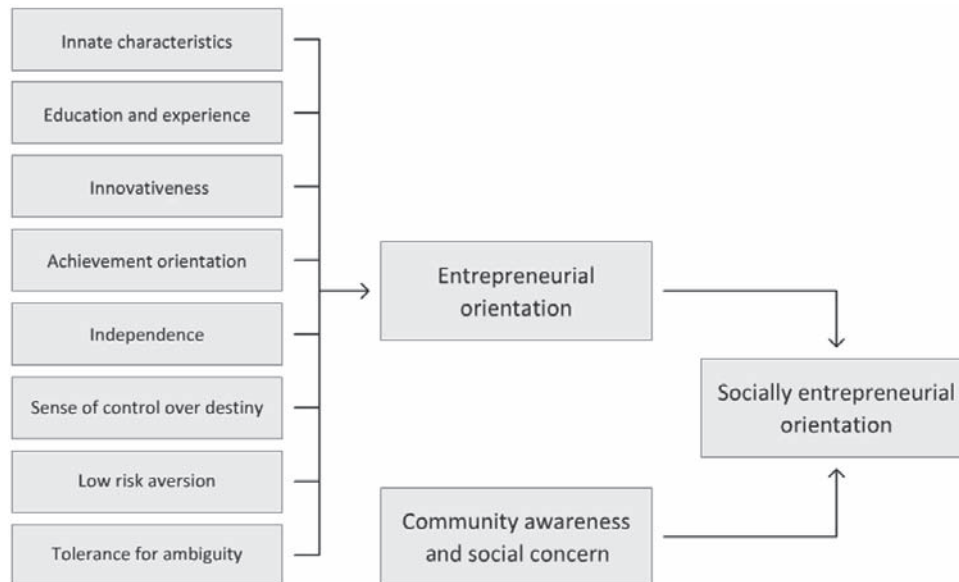 Innate characteristics
Education and experience
Innovativeness
Achievement orientation
Independence
Sense of control over destiny
Low risk aversion
Tolerance for ambiguity
Entrepreneurial
orientation
Community awareness
and social concern
Socially entrepreneurial
orientation